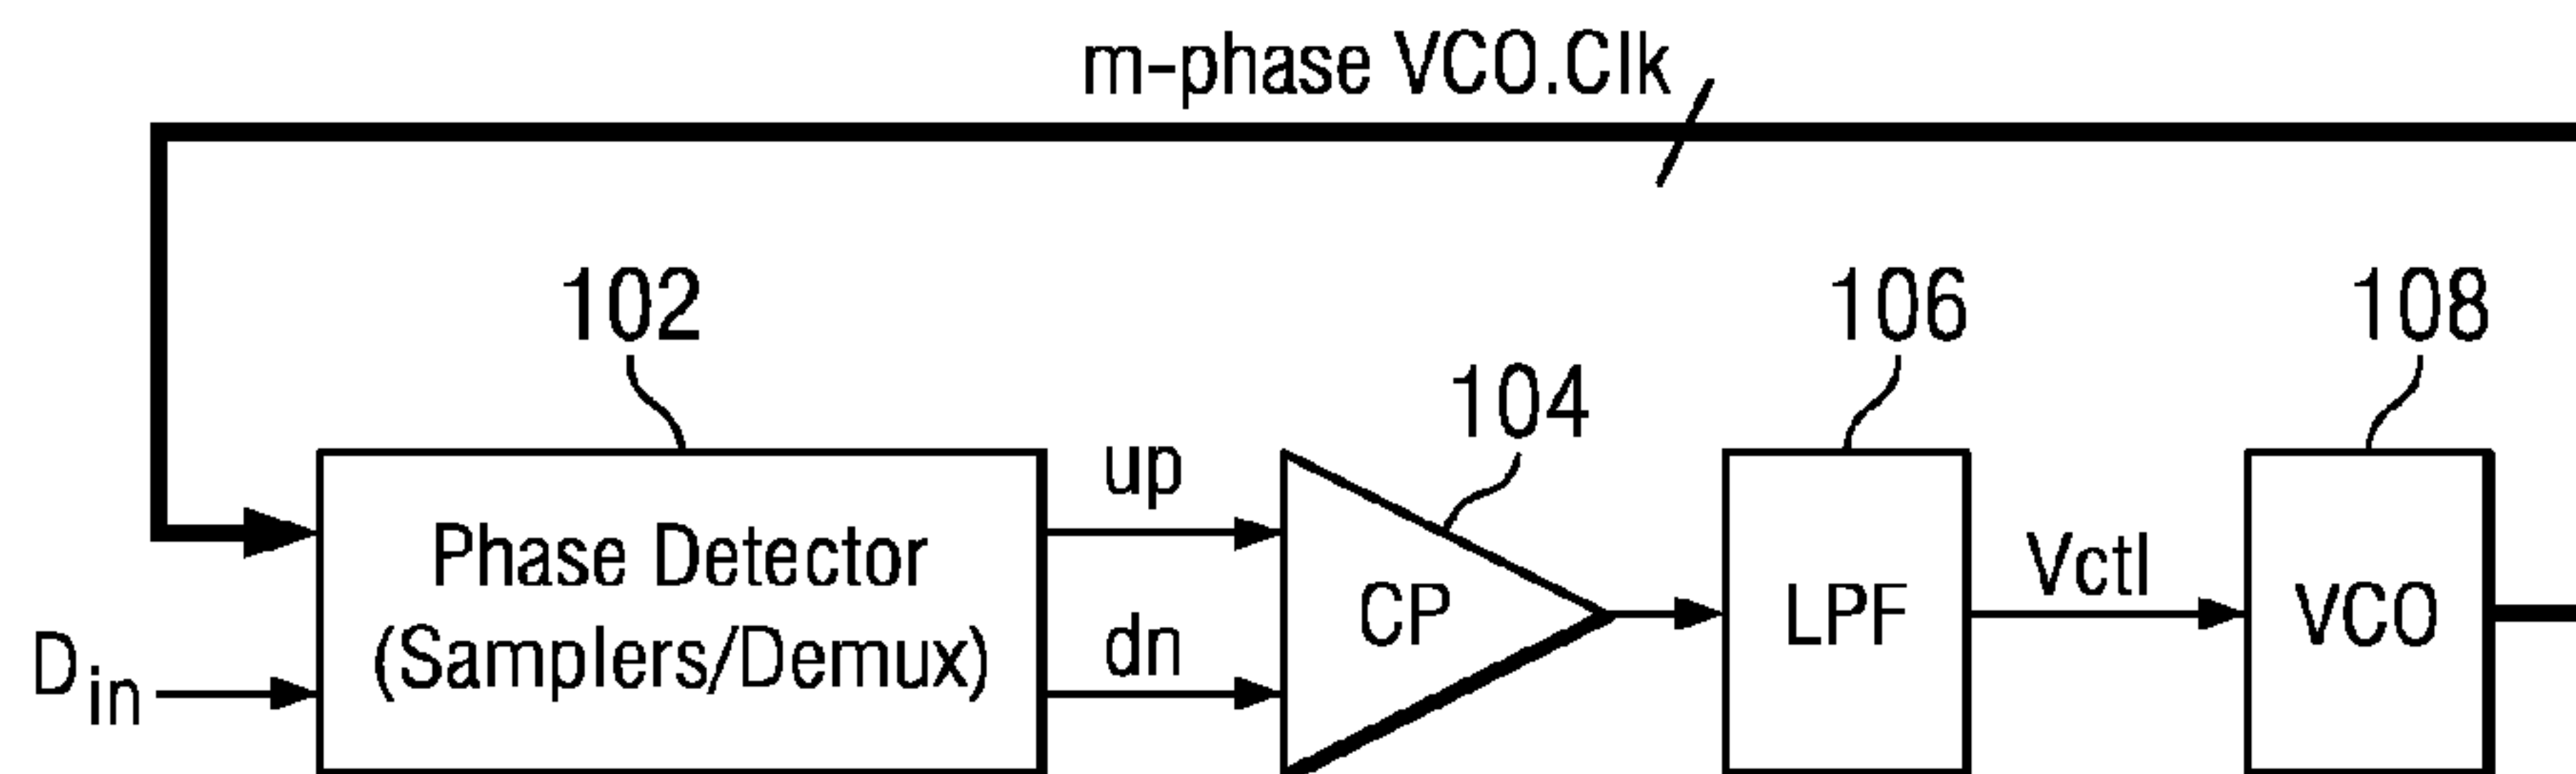 m-phase VCO.Clk
102
106
108
104
up
Phase Detector
(Samplers/Demux)
CP
LPF
Vctl
VCO
dn
Din